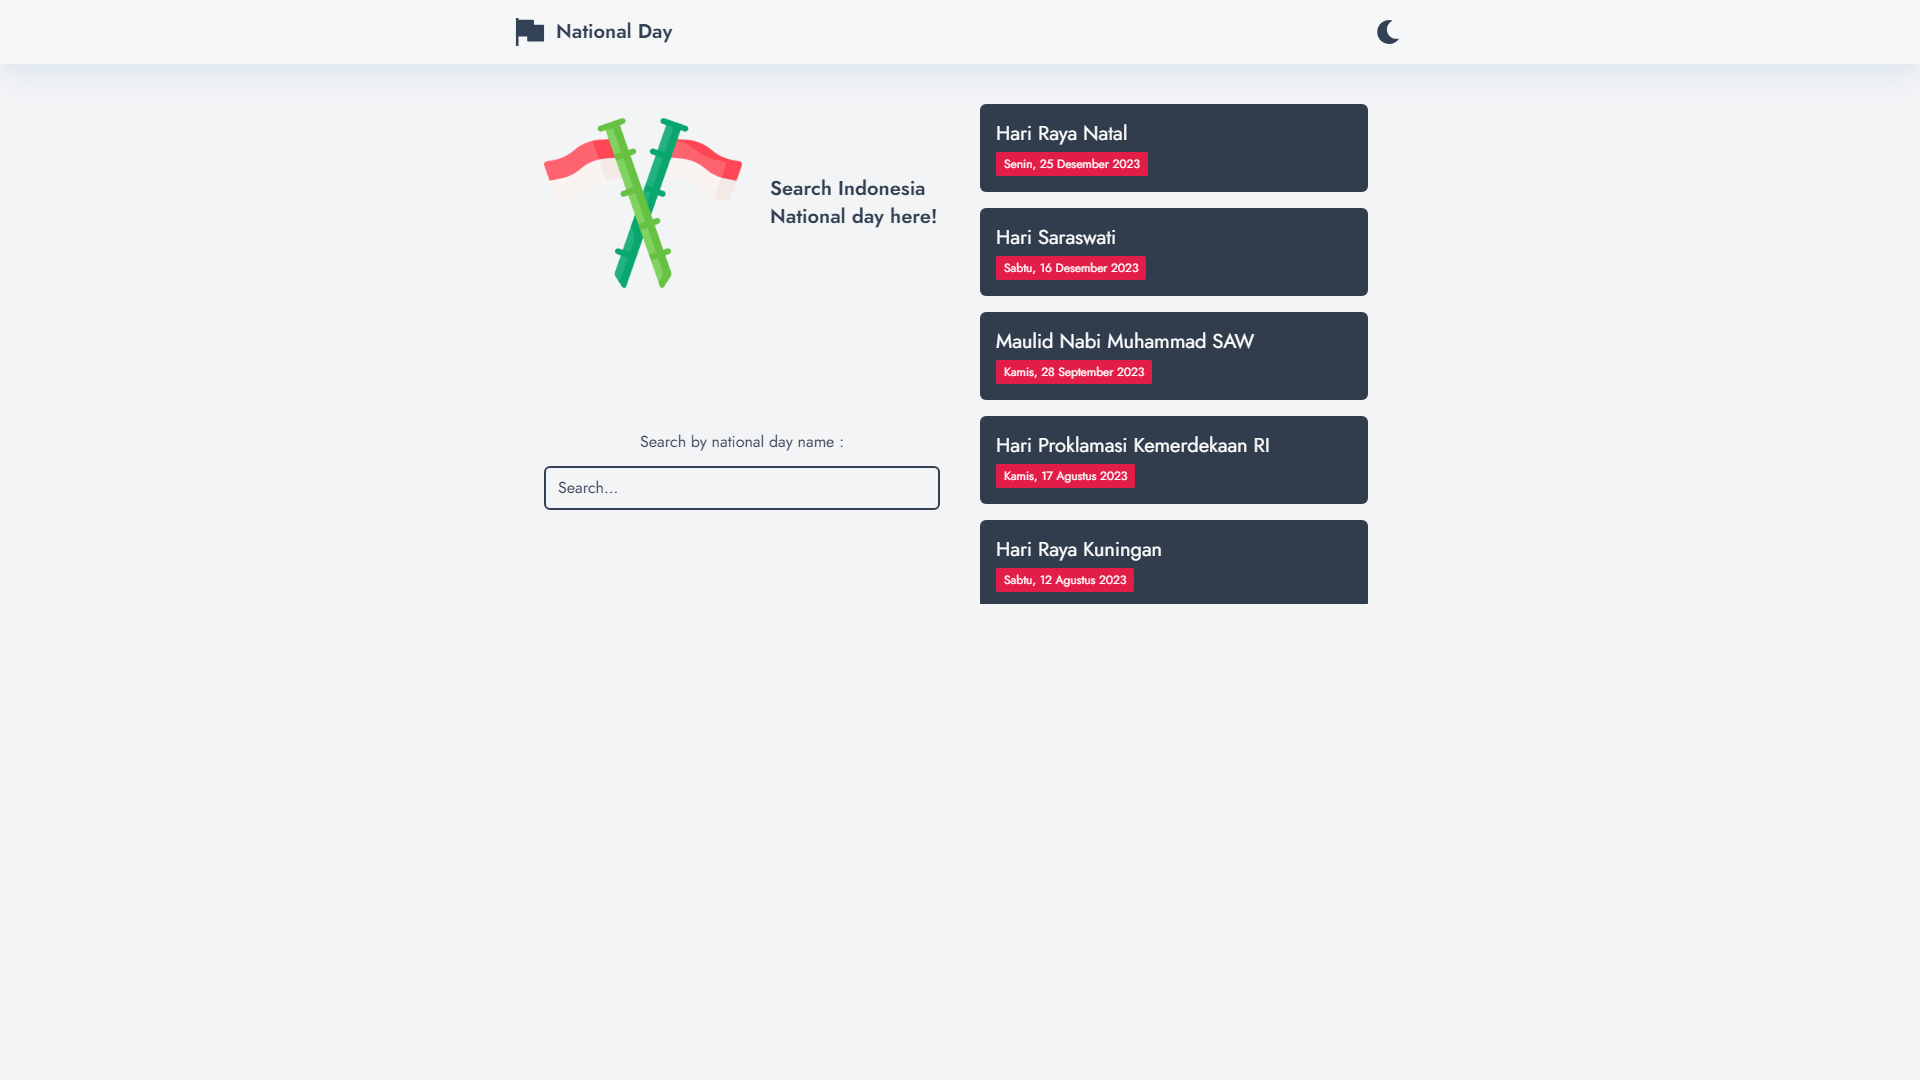 National Day
Search Indonesia
National day here!
Search by national day name :
Search...
Hari Raya Natal
Senin, 25 Desember 2023
Hari Saraswati
Sabtu, 16 Desember 2023
Maulid Nabi Muhammad SAW
Kamis, 28 September 2023
Hari Proklamasi Kemerdekaan RI
Kamis, 17 Agustus 2023
Hari Raya Kuningan
Sabtu, 12 Agustus 2023